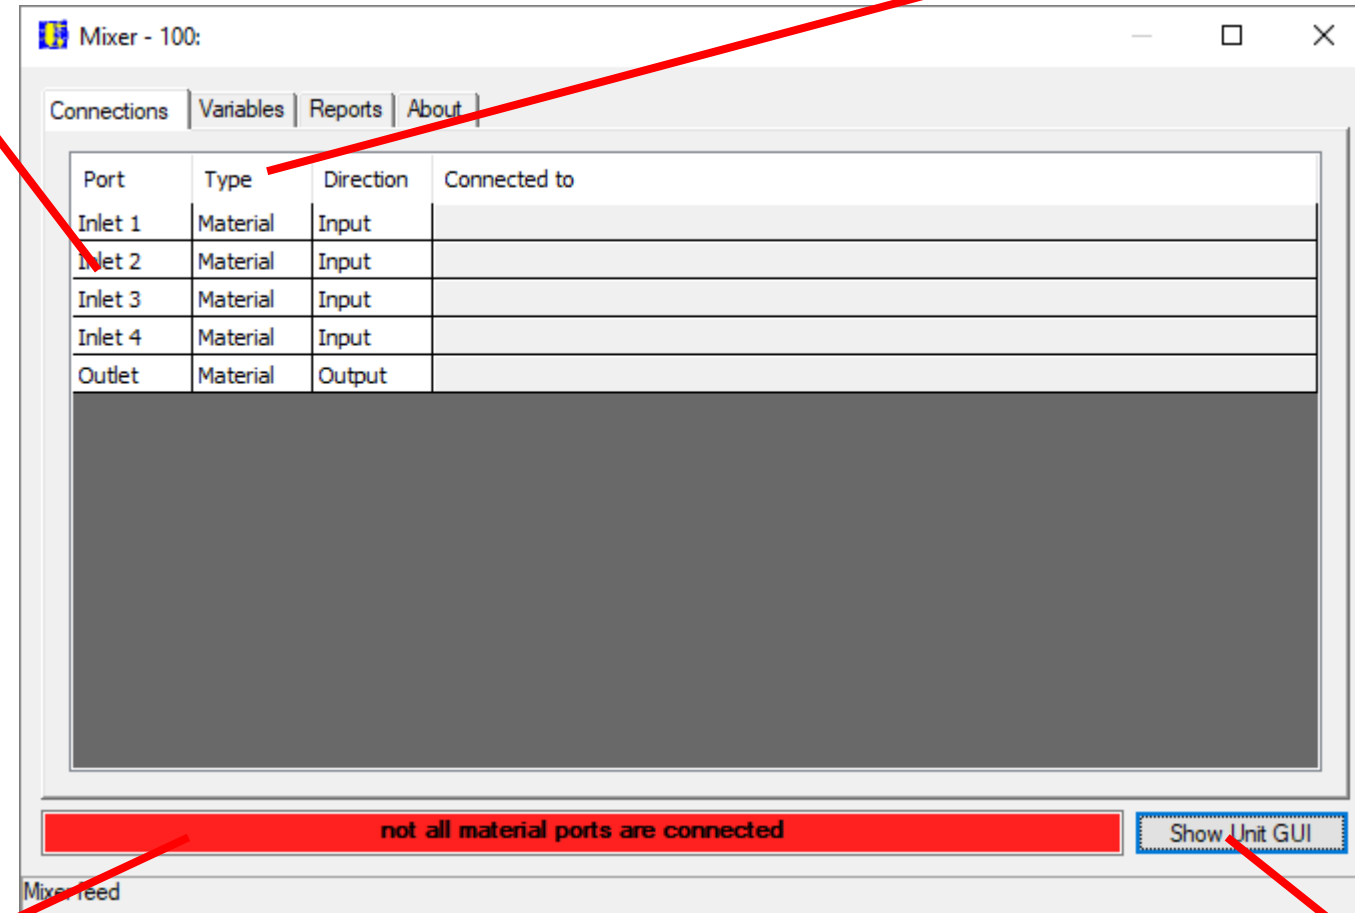 Mixer - 100:
Connections Variables Reports About
Port Type Direction Connected to
Inlet 1 Material Input
Inlet 2 Material Input
Inlet 3 Material Input
Inlet 4 Material Input
Outlet Material Output
not all material ports are connected
Show Unit GUI
Mixer feed